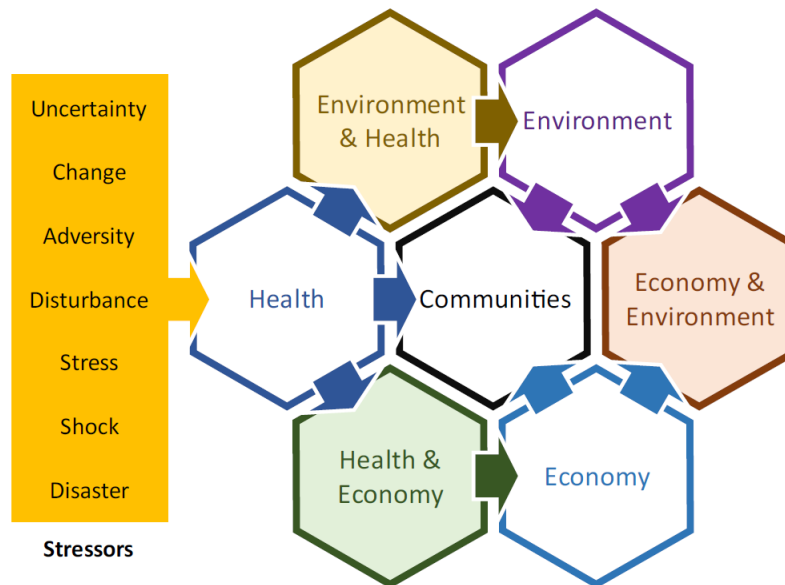 Uncertainty
Change
Adversity
Disturbance
Stress
Shock
Disaster
Stressors
Environment
& Health
Environment
Health
Communities
Economy &
Environment
Health &
Economy
Economy